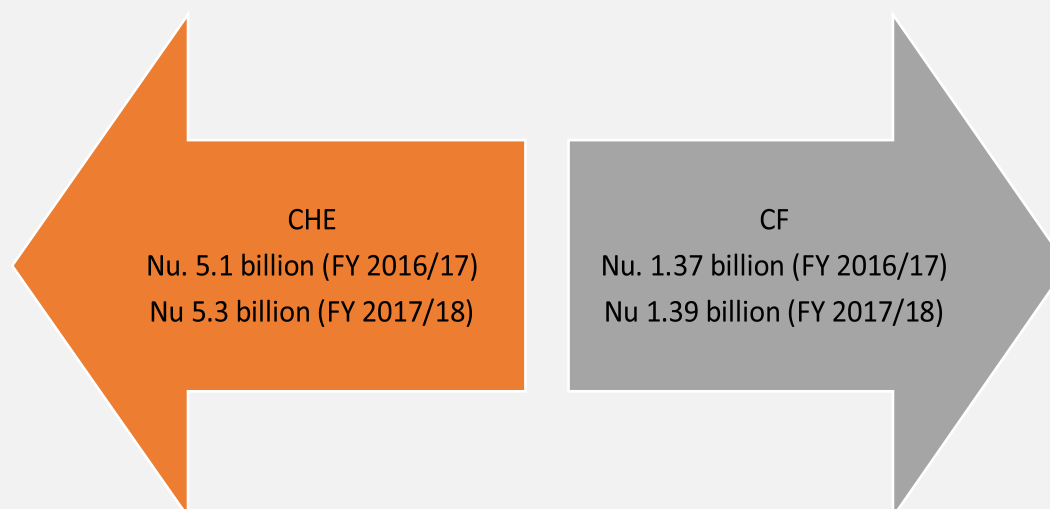 CHE
Nu. 5.1 billion (FY 2016/17)
Nu 5.3 billion (FY 2017/18)
CF
Nu. 1.37 billion (FY 2016/17)
Nu 1.39 billion (FY 2017/18)